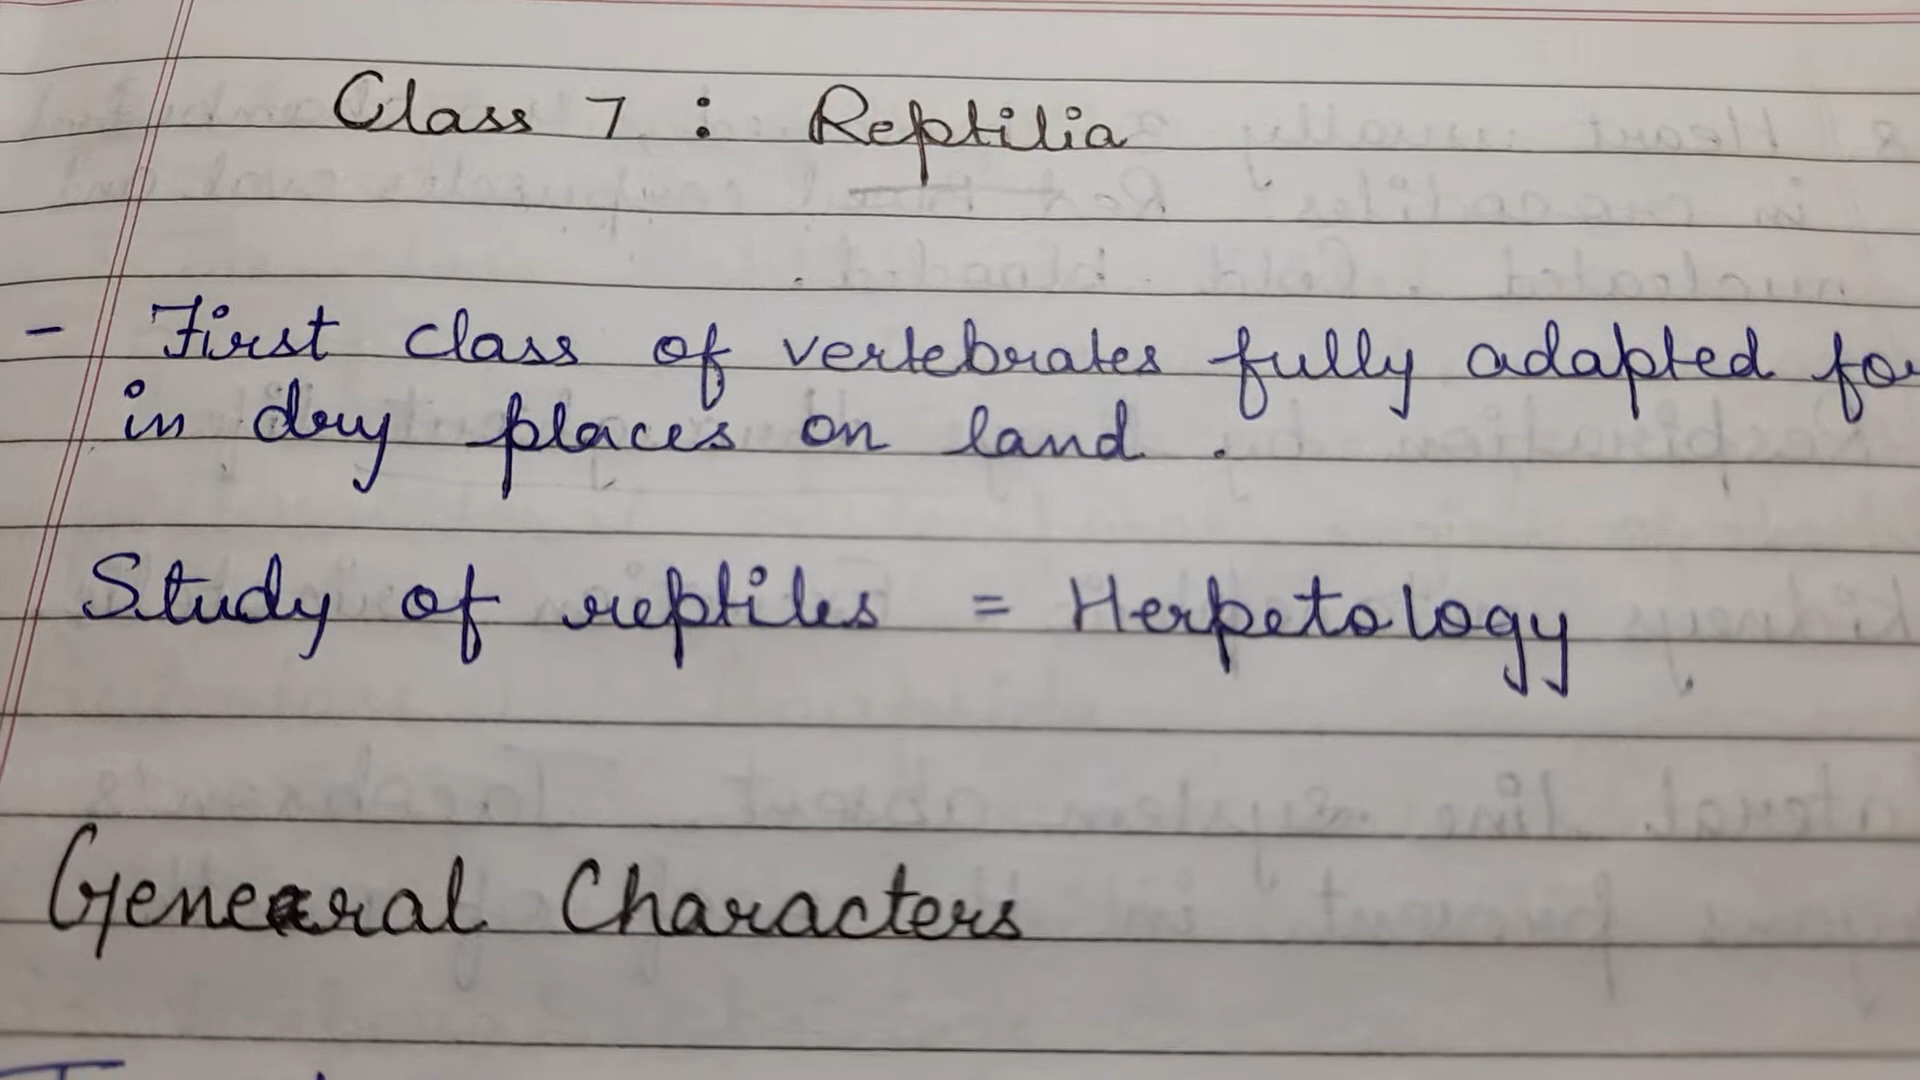 Class 7 : Reptilia
- First class of vertebrates fully adapted fo
in dry places on land .
Study of reptiles = Herpetology
General Characters